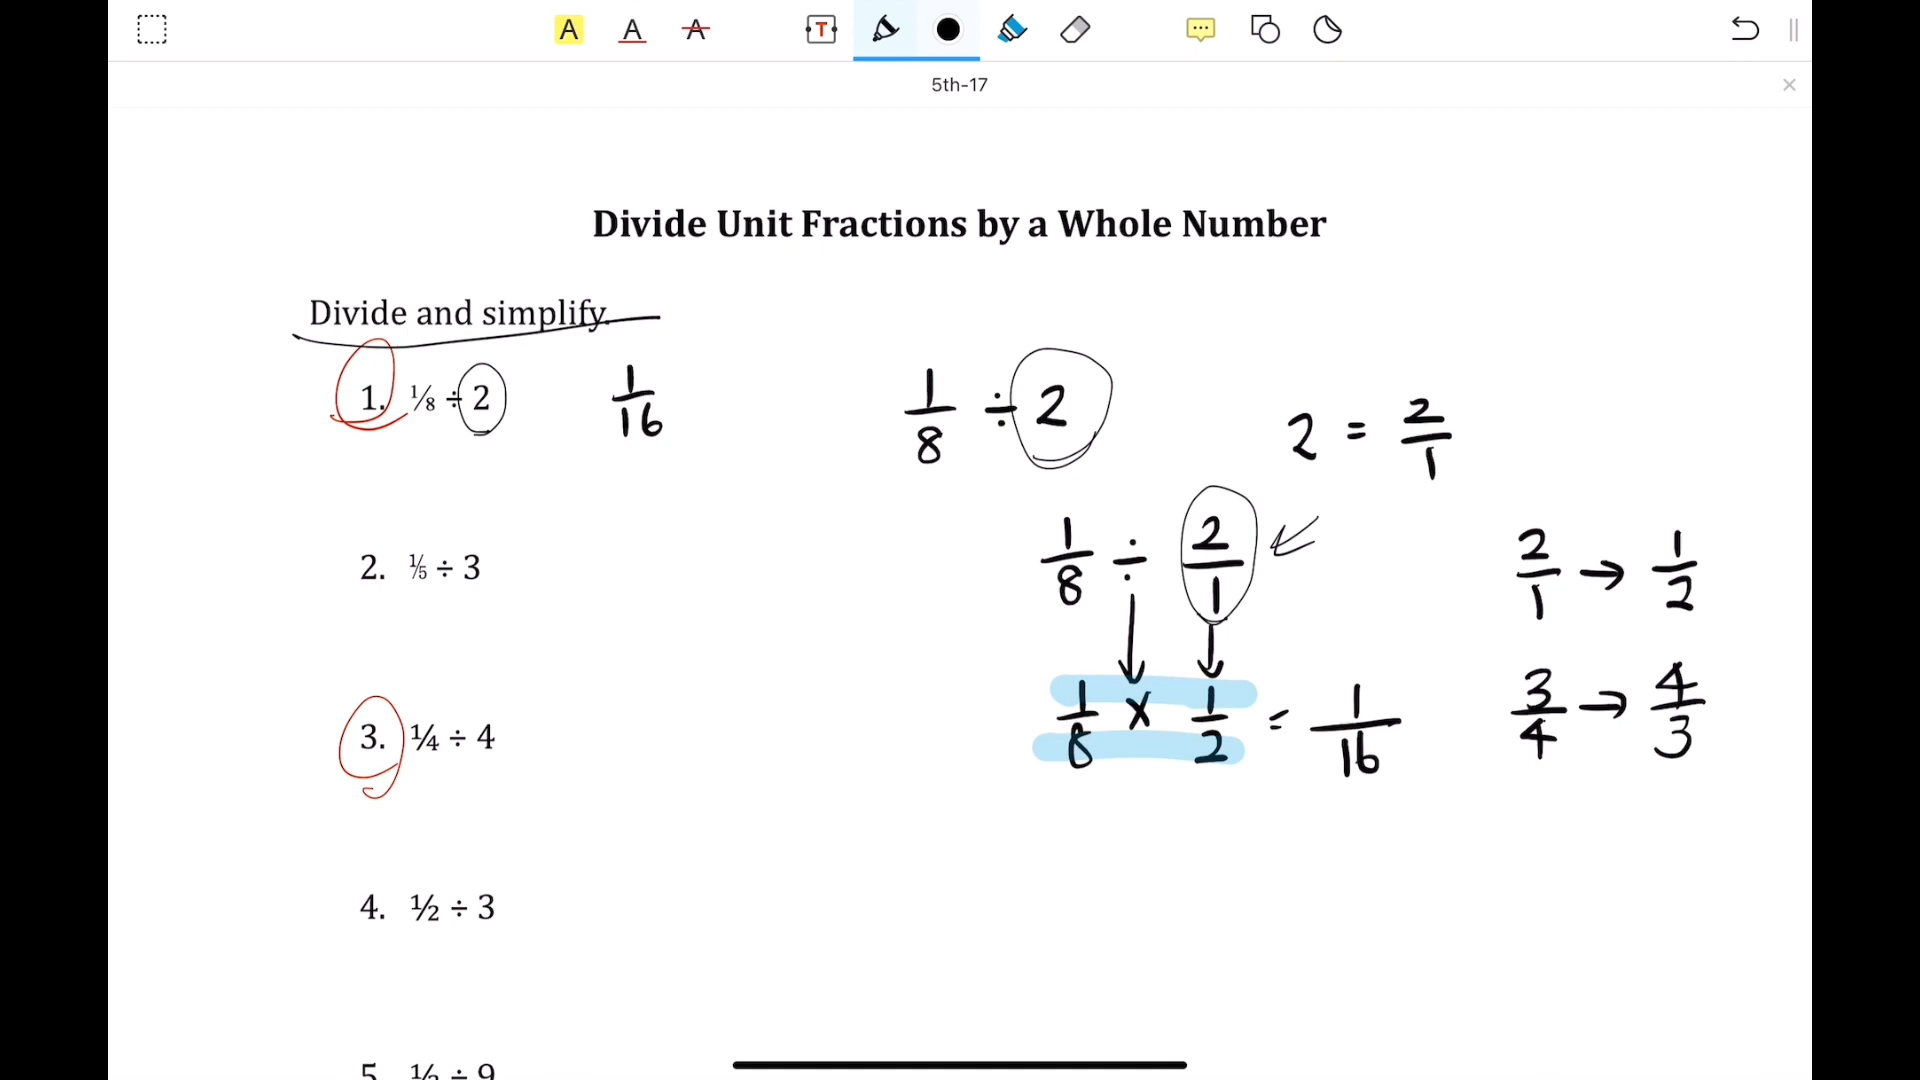 A A A T
5th-17
Divide Unit Fractions by a Whole Number
Divide and simplify.
1. ⅛ ÷ 2
1/16
1/8 ÷ 2
2 = 2/1
1/8 ÷ 2/1
2/1 → 1/2
1/8 x 1/2 = 1/16
3/4 → 4/3
2. ⅕ ÷ 3
3. ¼ ÷ 4
4. ½ ÷ 3